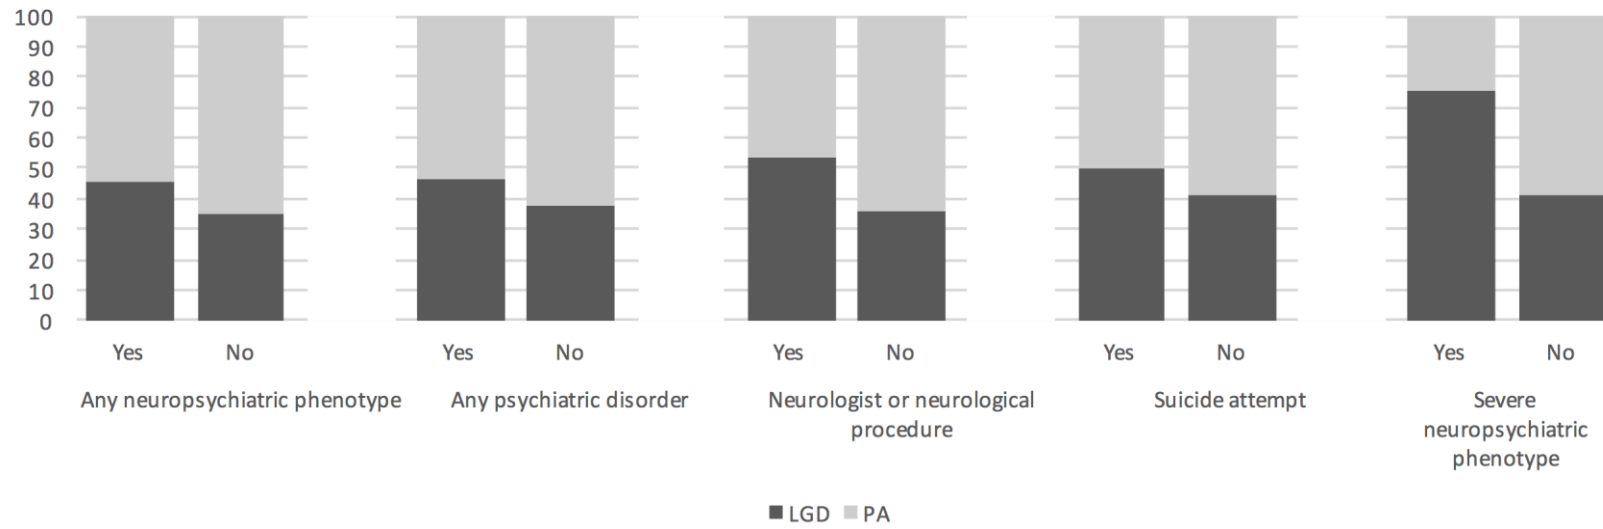 100
90
80
70
60
50
40
30
20
10
0
Yes No Yes No Yes No Yes No Yes No
Any neuropsychiatric phenotype Any psychiatric disorder Neurologist or neurological Suicide attempt Severe
procedure neuropsychiatric
phenotype
LGD PA